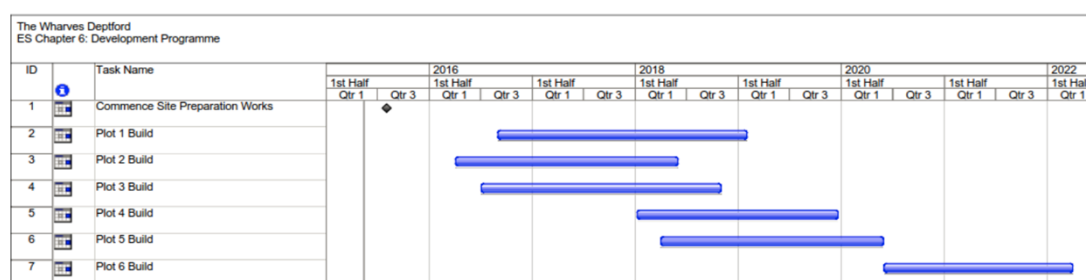 The Wharves Deptford
ES Chapter 6: Development Programme
ID Task Name 2016 2018 2020 2022
1st Half 1st Half 1st Half 1st Half 1st Half 1st Half 1st Half 1st Hal
Qtr 1 Qtr 3 Qtr 1 Qtr 3 Qtr 1 Qtr 3 Qtr 1 Qtr 3 Qtr 1 Qtr 3 Qtr 1 Qtr 3 Qtr 1 Qtr 3 Qtr 1
1 Commence Site Preparation Works
2 Plot 1 Build
3 Plot 2 Build
4 Plot 3 Build
5 Plot 4 Build
6 Plot 5 Build
7 Plot 6 Build